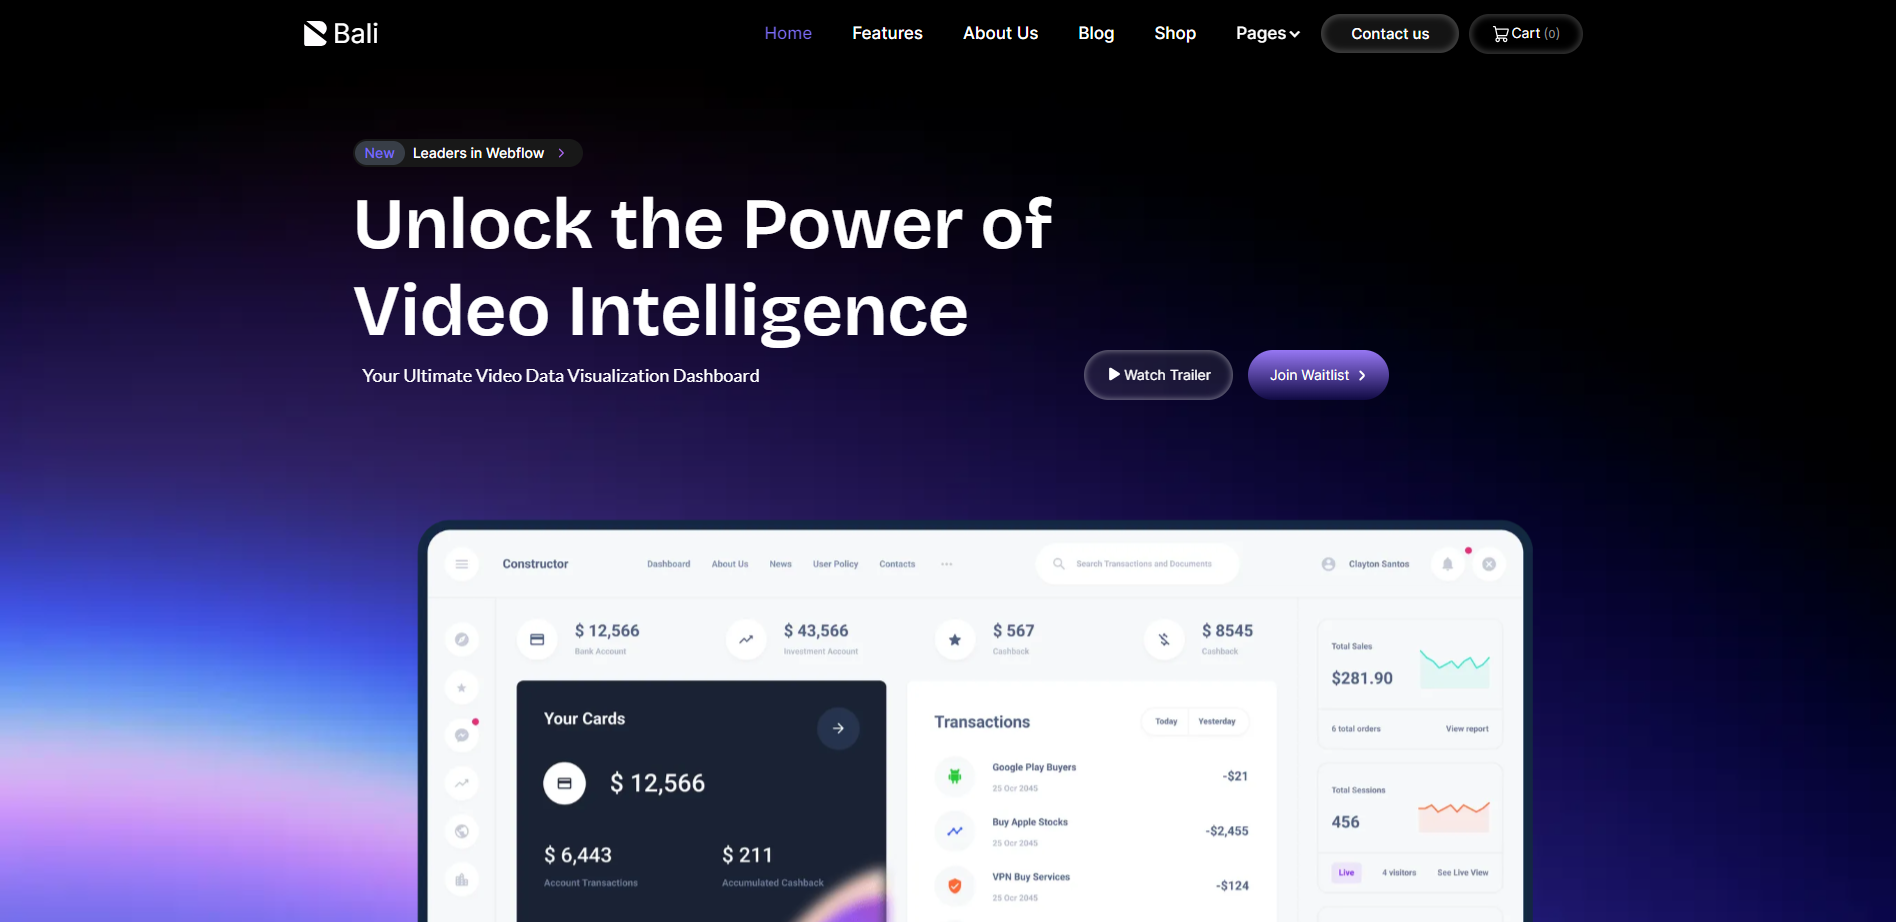 Bali
Home Features About Us Blog Shop Pages Contact us Cart (0)
New Leaders in Webflow
Unlock the Power of
Video Intelligence
Your Ultimate Video Data Visualization Dashboard
Watch Trailer Join Waitlist
Constructor Dashboard About Us News User Policy Contacts ... Search Transactions and Documents Clayton Santos
$ 12,566
Bank Account
$ 43,566
Investment Account
$ 567
Cashback
$ 8545
Cashback
Your Cards
$ 12,566
$ 6,443
Account Transactions
$ 211
Accumulated Cashback
Transactions Today Yesterday
Google Play Buyers
25 Oct 2045
-$21
Buy Apple Stocks
25 Oct 2045
-$2,455
VPN Buy Services
25 Oct 2045
-$124
Total Sales
$281.90
6 total orders View report
Total Sessions
456
Live 4 visitors See Live View